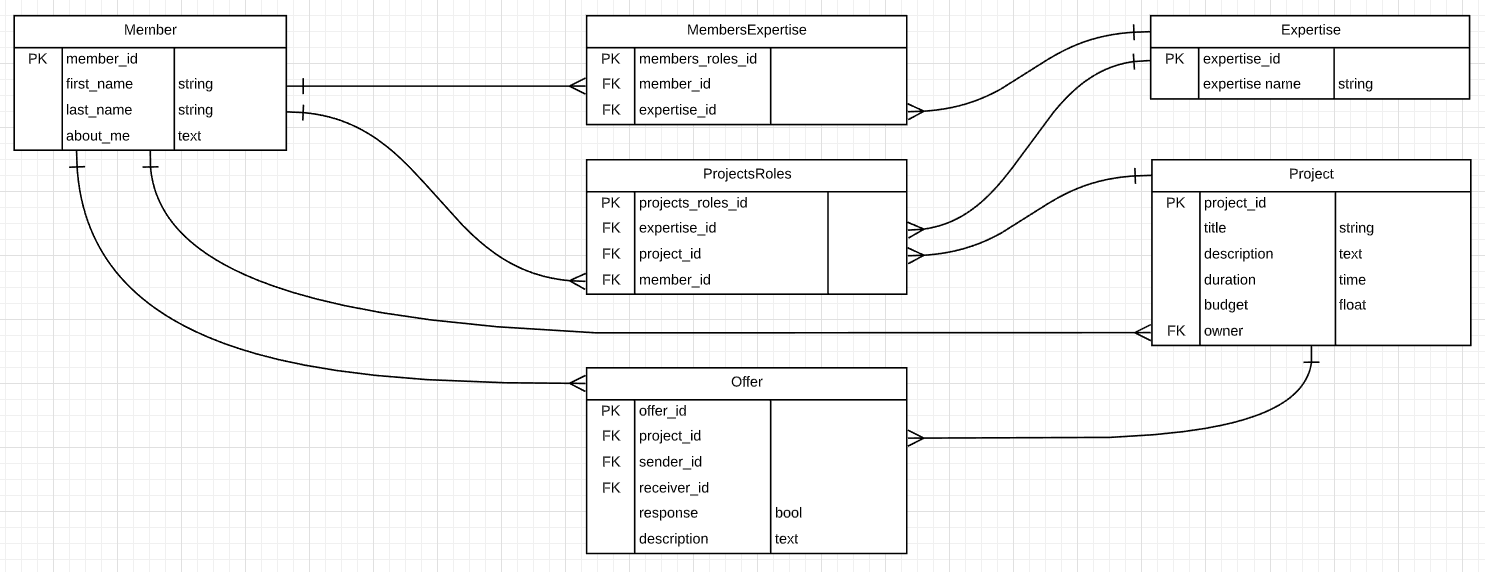 Member
PK member_id
first_name string
last_name string
about_me text
MembersExpertise
PK members_roles_id
FK member_id
FK expertise_id
Expertise
PK expertise_id
expertise name string
ProjectsRoles
PK projects_roles_id
FK expertise_id
FK project_id
FK member_id
Project
PK project_id
title string
description text
duration time
budget float
FK owner
Offer
PK offer_id
FK project_id
FK sender_id
FK receiver_id
response bool
description text